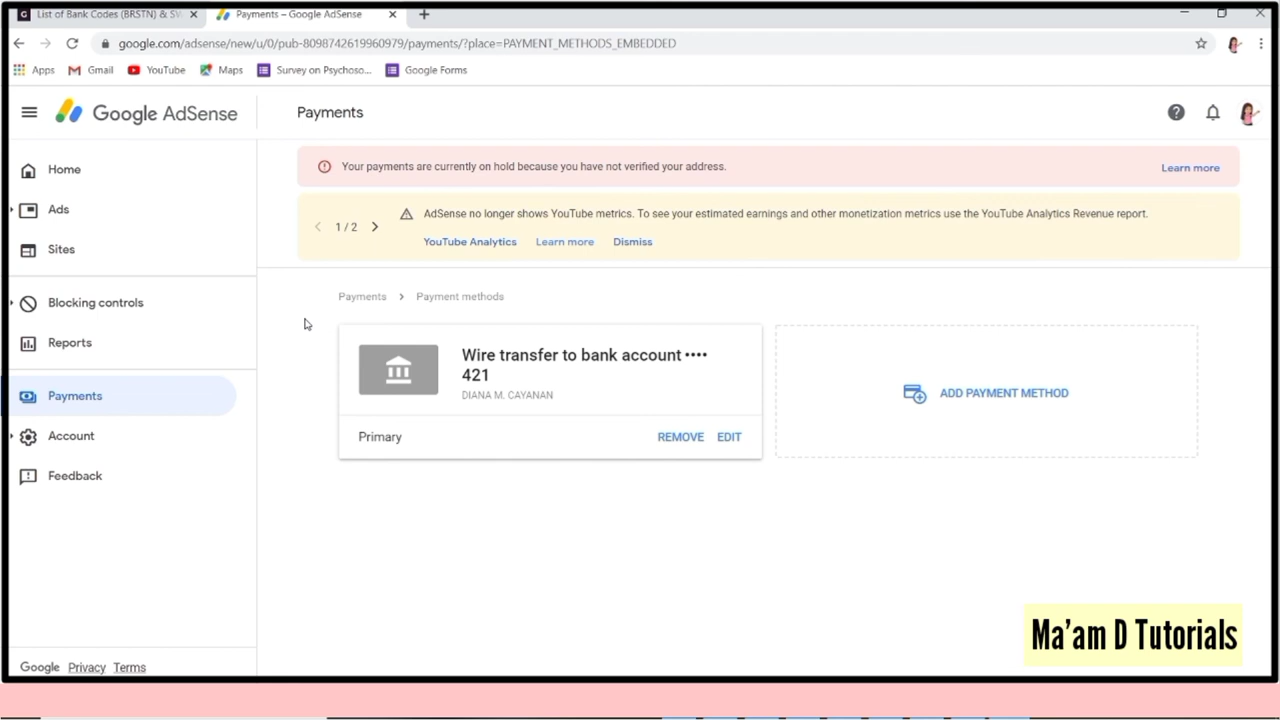 List of Bank Codes (BRSTN) & SW
Payments – Google AdSense
google.com/adsense/new/u/0/pub-8098742619960979/payments/?place=PAYMENT_METHODS_EMBEDDED
Apps Gmail YouTube Maps Survey on Psychoso... Google Forms
Google AdSense
Payments
Home
Ads
Sites
Blocking controls
Reports
Payments
Account
Feedback
Your payments are currently on hold because you have not verified your address.
Learn more
1 / 2
AdSense no longer shows YouTube metrics. To see your estimated earnings and other monetization metrics use the YouTube Analytics Revenue report.
YouTube Analytics Learn more Dismiss
Payments > Payment methods
Wire transfer to bank account ••••
421
DIANA M. CAYANAN
Primary
REMOVE EDIT
ADD PAYMENT METHOD
Ma'am D Tutorials
Google Privacy Terms